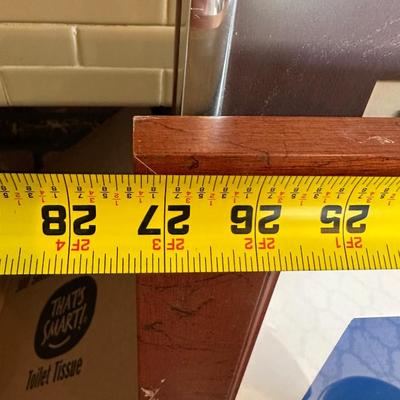 28 27 26 25
2F4 2F3 2F2 2F1
THAT'S
SMART!
Toilet Tissue